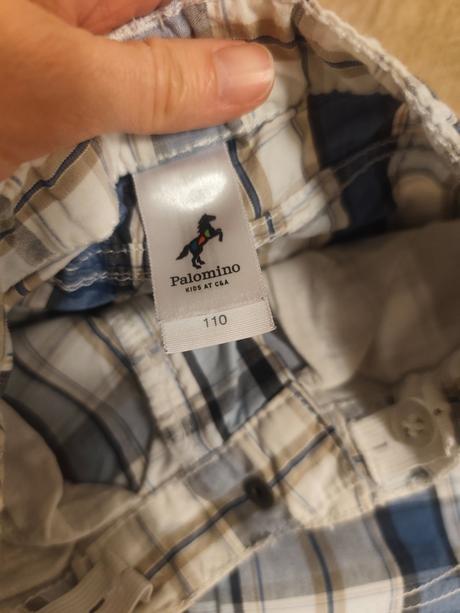 Palomino
KIDS AT C&A
110